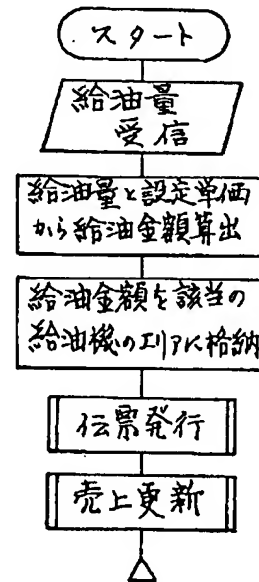 スタート
給油量
受信
給油量と設定単価
から給油金額算出
給油金額を該当の
給油機のエリアに格納
伝票発行
売上更新